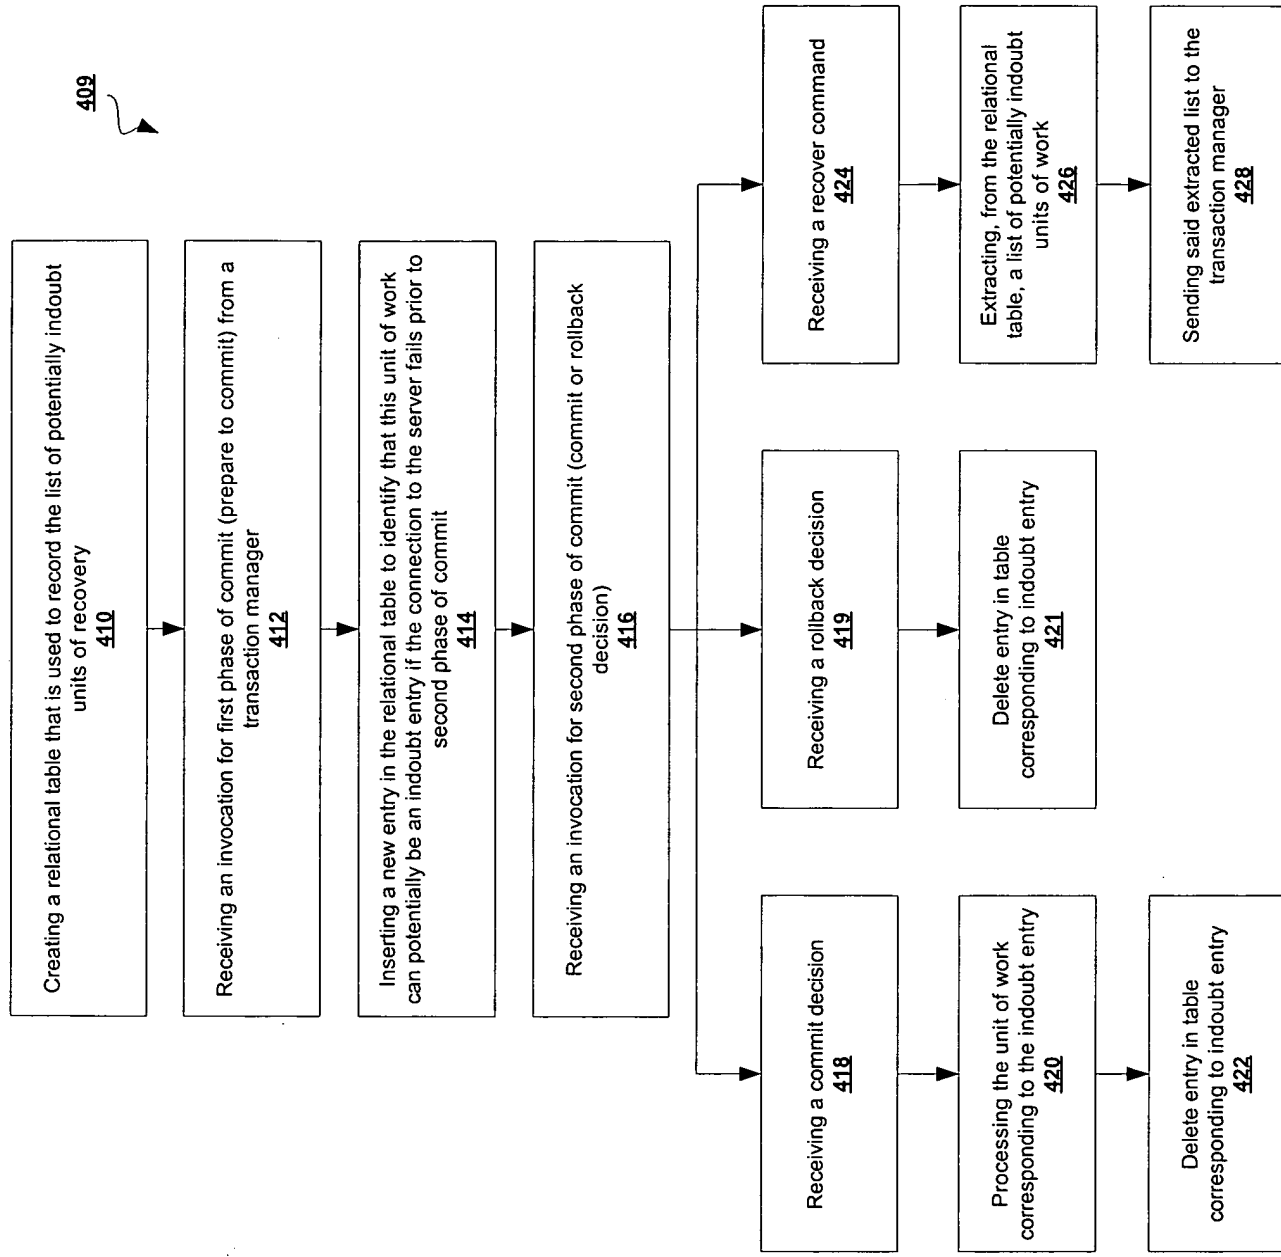 409
Creating a relational table that is used to record the list of potentially indoubt
units of recovery
410
Receiving an invocation for first phase of commit (prepare to commit) from a
transaction manager
412
Inserting a new entry in the relational table to identify that this unit of work
can potentially be an indoubt entry if the connection to the server fails prior to
second phase of commit
414
Receiving an invocation for second phase of commit (commit or rollback
decision)
416
Receiving a commit decision
418
Processing the unit of work
corresponding to the indoubt entry
420
Delete entry in table
corresponding to indoubt entry
422
Receiving a rollback decision
419
Delete entry in table
corresponding to indoubt entry
421
Receiving a recover command
424
Extracting, from the relational
table, a list of potentially indoubt
units of work
426
Sending said extracted list to the
transaction manager
428